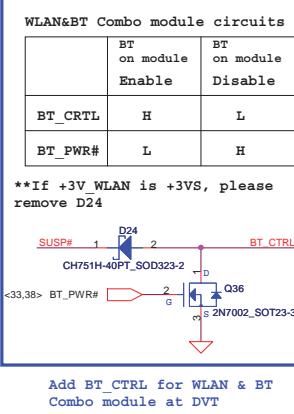 WLAN&BT Combo module circuits
BT on module Enable
BT on module Disable
BT_CRTL H L
BT_PWR# L H
**If +3V_WLAN is +3VS, please
remove D24
D24
SUSP# 1 2 BT_CTRL
CH751H-40PT_SOD323-2
1 D
<33,38> BT_PWR# 2 G Q36
3 S 2N7002_SOT23-3
Add BT_CTRL for WLAN & BT
Combo module at DVT